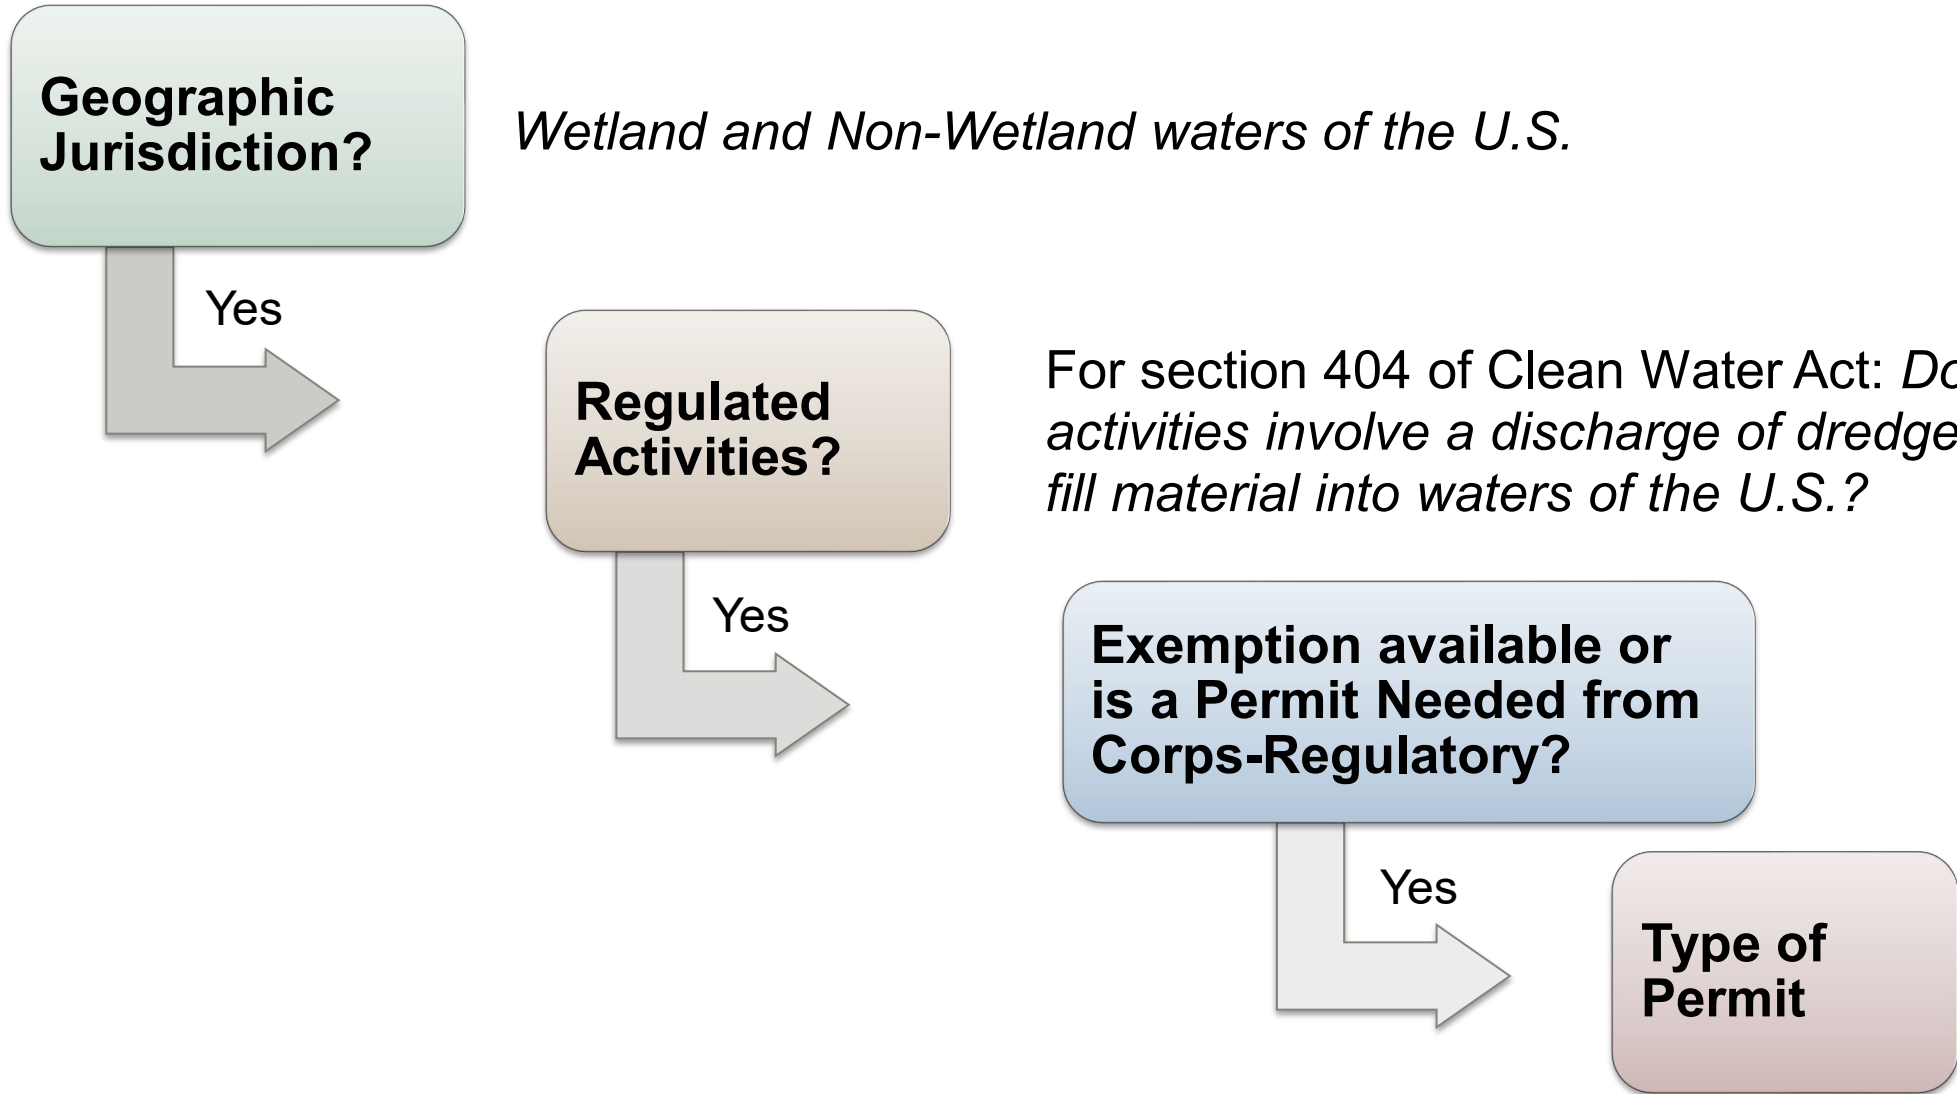 Geographic
Jurisdiction?
Wetland and Non-Wetland waters of the U.S.
Yes
Regulated
Activities?
For section 404 of Clean Water Act: Do
activities involve a discharge of dredge
fill material into waters of the U.S.?
Yes
Exemption available or
is a Permit Needed from
Corps-Regulatory?
Yes
Type of
Permit